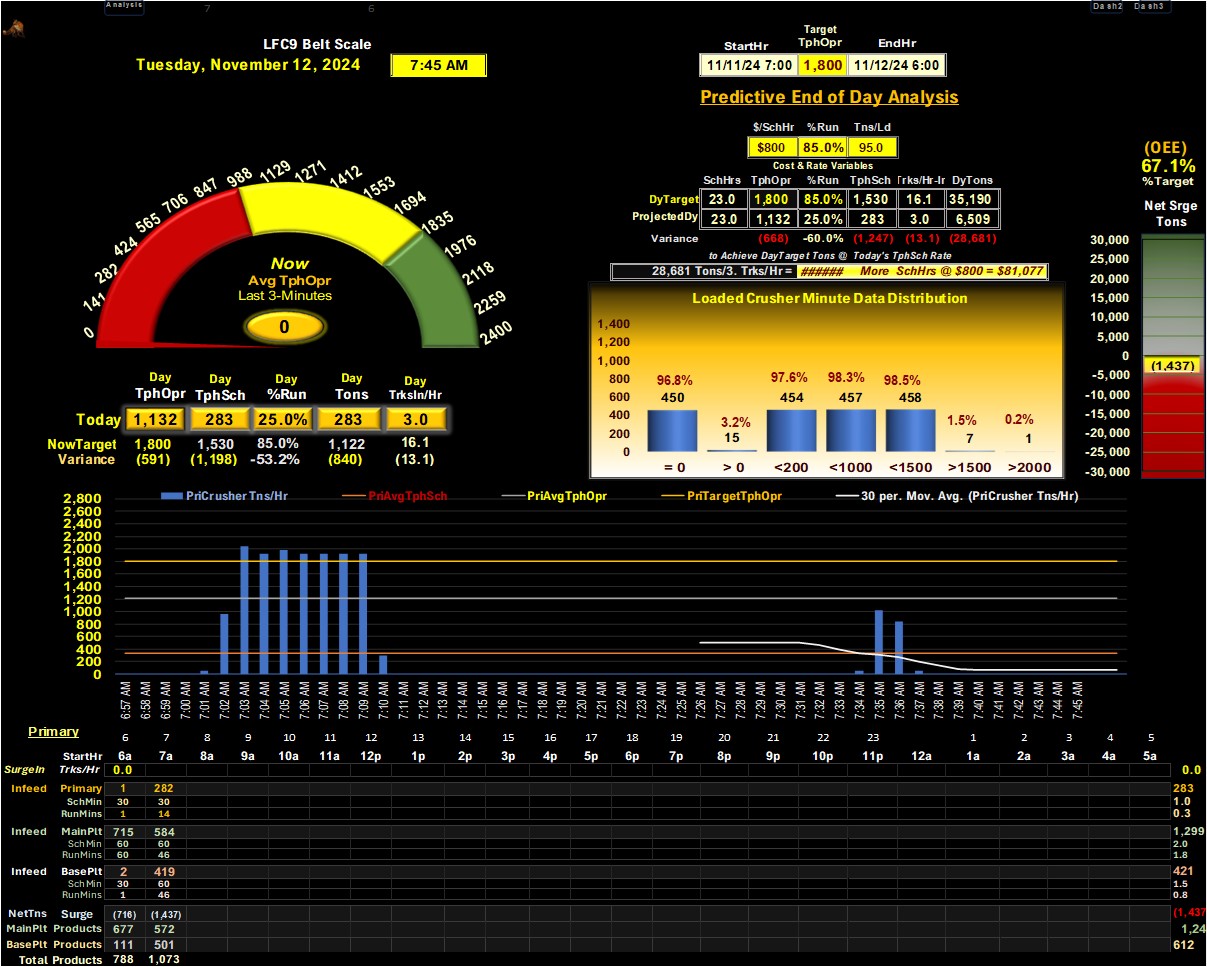 Analysis
7
6
Dash2
Dash3
LFC9 Belt Scale
Tuesday, November 12, 2024
7:45 AM
StartHr
Target
TphOpr
EndHr
11/11/24 7:00
1,800
11/12/24 6:00
Predictive End of Day Analysis
$/SchHr %Run Tns/Ld
$800 85.0% 95.0
Cost & Rate Variables
SchHrs TphOpr %Run TphSch Trks/Hr-Ir DyTons
DyTarget 23.0 1,800 85.0% 1,530 16.1 35,190
ProjectedDy 23.0 1,132 25.0% 283 3.0 6,509
Variance (668) -60.0% (1,247) (13.1) (28,681)
to Achieve DayTarget Tons @ Today's TphSch Rate
28,681 Tons/3. Trks/Hr = ###### More SchHrs @ $800 = $81,077
(OEE)
67.1%
%Target
Net Srge
Tons
30,000
25,000
20,000
15,000
10,000
5,000
0
(1,437)
-5,000
-10,000
-15,000
-20,000
-25,000
-30,000
0
141
282
424
565
706
847
988
1129
1271
1412
1553
1694
1835
1976
2118
2259
2400
Now
Avg TphOpr
Last 3-Minutes
0
Loaded Crusher Minute Data Distribution
1,400
1,200
1,000
800
600
400
200
0
96.8% 3.2% 97.6% 98.3% 98.5% 1.5% 0.2%
450 15 454 457 458 7 1
= 0 > 0 <200 <1000 <1500 >1500 >2000
Day Day Day Day Day
TphOpr TphSch %Run Tons TrksIn/Hr
Today 1,132 283 25.0% 283 3.0
NowTarget 1,800 1,530 85.0% 1,122 16.1
Variance (591) (1,198) -53.2% (840) (13.1)
PriCrusher Tns/Hr PriAvgTphSch PriAvgTphOpr PriTargetTphOpr 30 per. Mov. Avg. (PriCrusher Tns/Hr)
2,800
2,600
2,400
2,200
2,000
1,800
1,600
1,400
1,200
1,000
800
600
400
200
0
6:57 AM
6:58 AM
6:59 AM
7:00 AM
7:01 AM
7:02 AM
7:03 AM
7:04 AM
7:05 AM
7:06 AM
7:07 AM
7:08 AM
7:09 AM
7:10 AM
7:11 AM
7:12 AM
7:13 AM
7:14 AM
7:15 AM
7:16 AM
7:17 AM
7:18 AM
7:19 AM
7:20 AM
7:21 AM
7:22 AM
7:23 AM
7:24 AM
7:25 AM
7:26 AM
7:27 AM
7:28 AM
7:29 AM
7:30 AM
7:31 AM
7:32 AM
7:33 AM
7:34 AM
7:35 AM
7:36 AM
7:37 AM
7:38 AM
7:39 AM
7:40 AM
7:41 AM
7:42 AM
7:43 AM
7:44 AM
7:45 AM
Primary
6 7 8 9 10 11 12 13 14 15 16 17 18 19 20 21 22 23 1 2 3 4 5
StartHr 6a 7a 8a 9a 10a 11a 12p 1p 2p 3p 4p 5p 6p 7p 8p 9p 10p 11p 12a 1a 2a 3a 4a 5a
SurgeIn Trks/Hr 0.0 0.0
Infeed Primary 1 282 283
SchMin 30 30 1.0
RunMins 1 14 0.3
Infeed MainPlt 715 584 1,299
SchMin 60 60 2.0
RunMins 60 46 1.8
Infeed BasePlt 2 419 421
SchMin 30 60 1.5
RunMins 1 46 0.8
NetTns Surge (716) (1,437) (1,437
MainPlt Products 677 572 1,24
BasePlt Products 111 501 612
Total Products 788 1,073